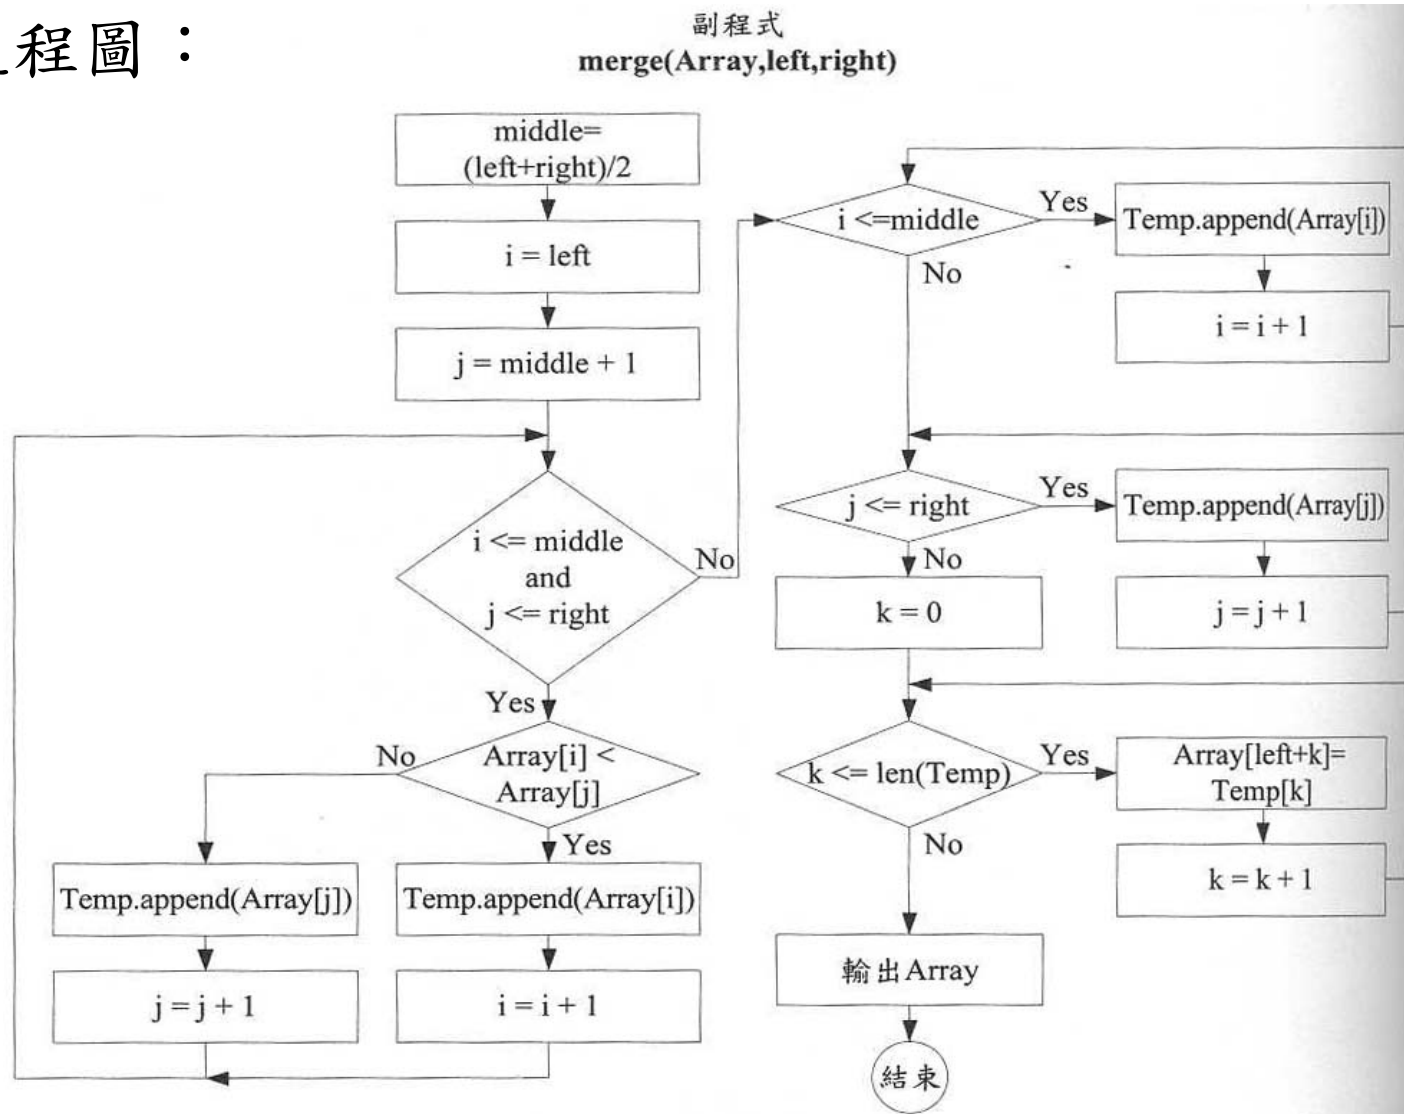 程圖：
副程式
merge(Array,left,right)
middle=
(left+right)/2
i = left
j = middle + 1
i <= middle
and
j <= right
No
Yes
Array[i] <
Array[j]
No
Yes
Temp.append(Array[j])
j = j + 1
Temp.append(Array[i])
i = i + 1
i <=middle
Yes
Temp.append(Array[i])
i = i + 1
No
j <= right
Yes
Temp.append(Array[j])
j = j + 1
No
k = 0
k <= len(Temp)
Yes
Array[left+k]=
Temp[k]
k = k + 1
No
輸出Array
結束